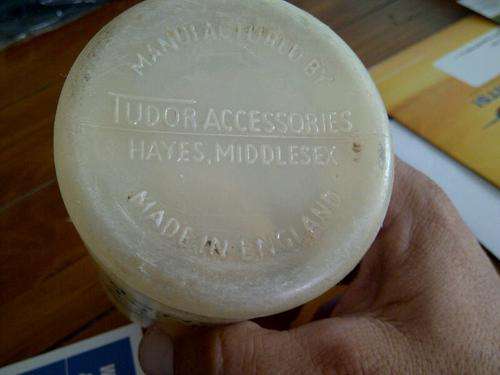 MANUFACTURED BY
TUDOR ACCESSORIES
HAYES, MIDDLESEX
MADE IN ENGLAND